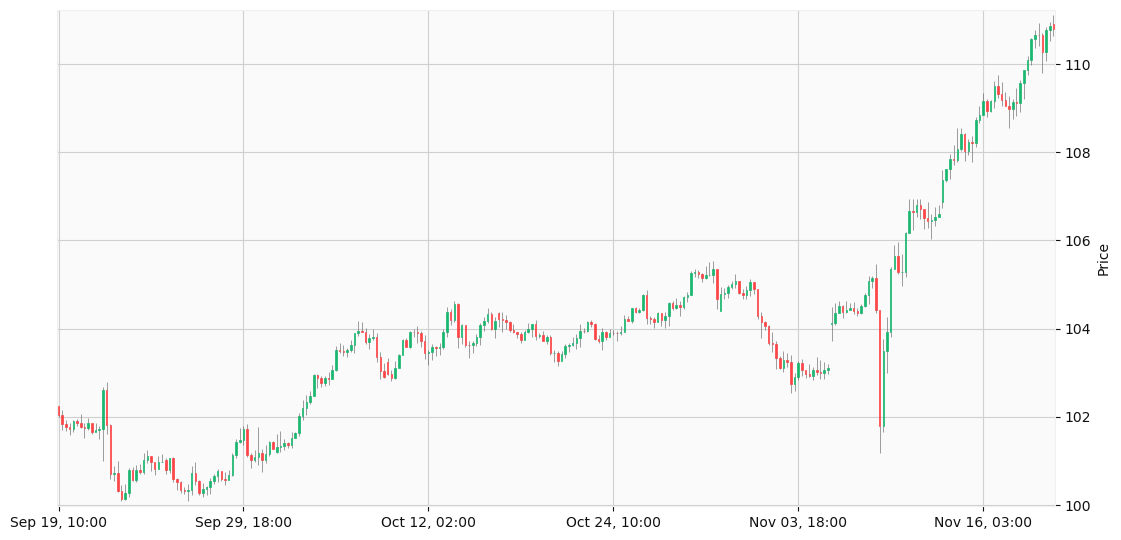 110
108
106
104
102
100
Price
Sep 19, 10:00
Sep 29, 18:00
Oct 12, 02:00
Oct 24, 10:00
Nov 03, 18:00
Nov 16, 03:00